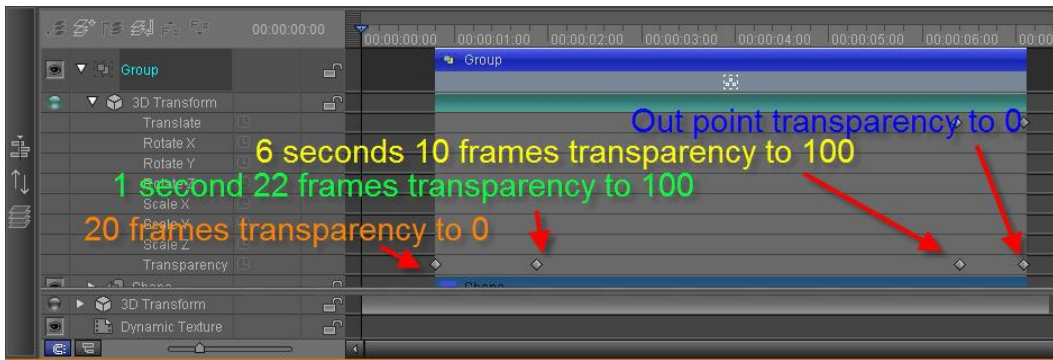 00:00:00:00
00:00:00:00 00:00:01:00 00:00:02:00 00:00:03:00 00:00:04:00 00:00:05:00 00:00:06:00 00:00
Group
Group
3D Transform
Translate
Out point transparency to 0
Rotate X
6 seconds 10 frames transparency to 100
Rotate Y
Rotate Z
1 second 22 frames transparency to 100
Scale X
Scale Y
20 frames transparency to 0
Scale Z
Transparency
3D Transform
Dynamic Texture